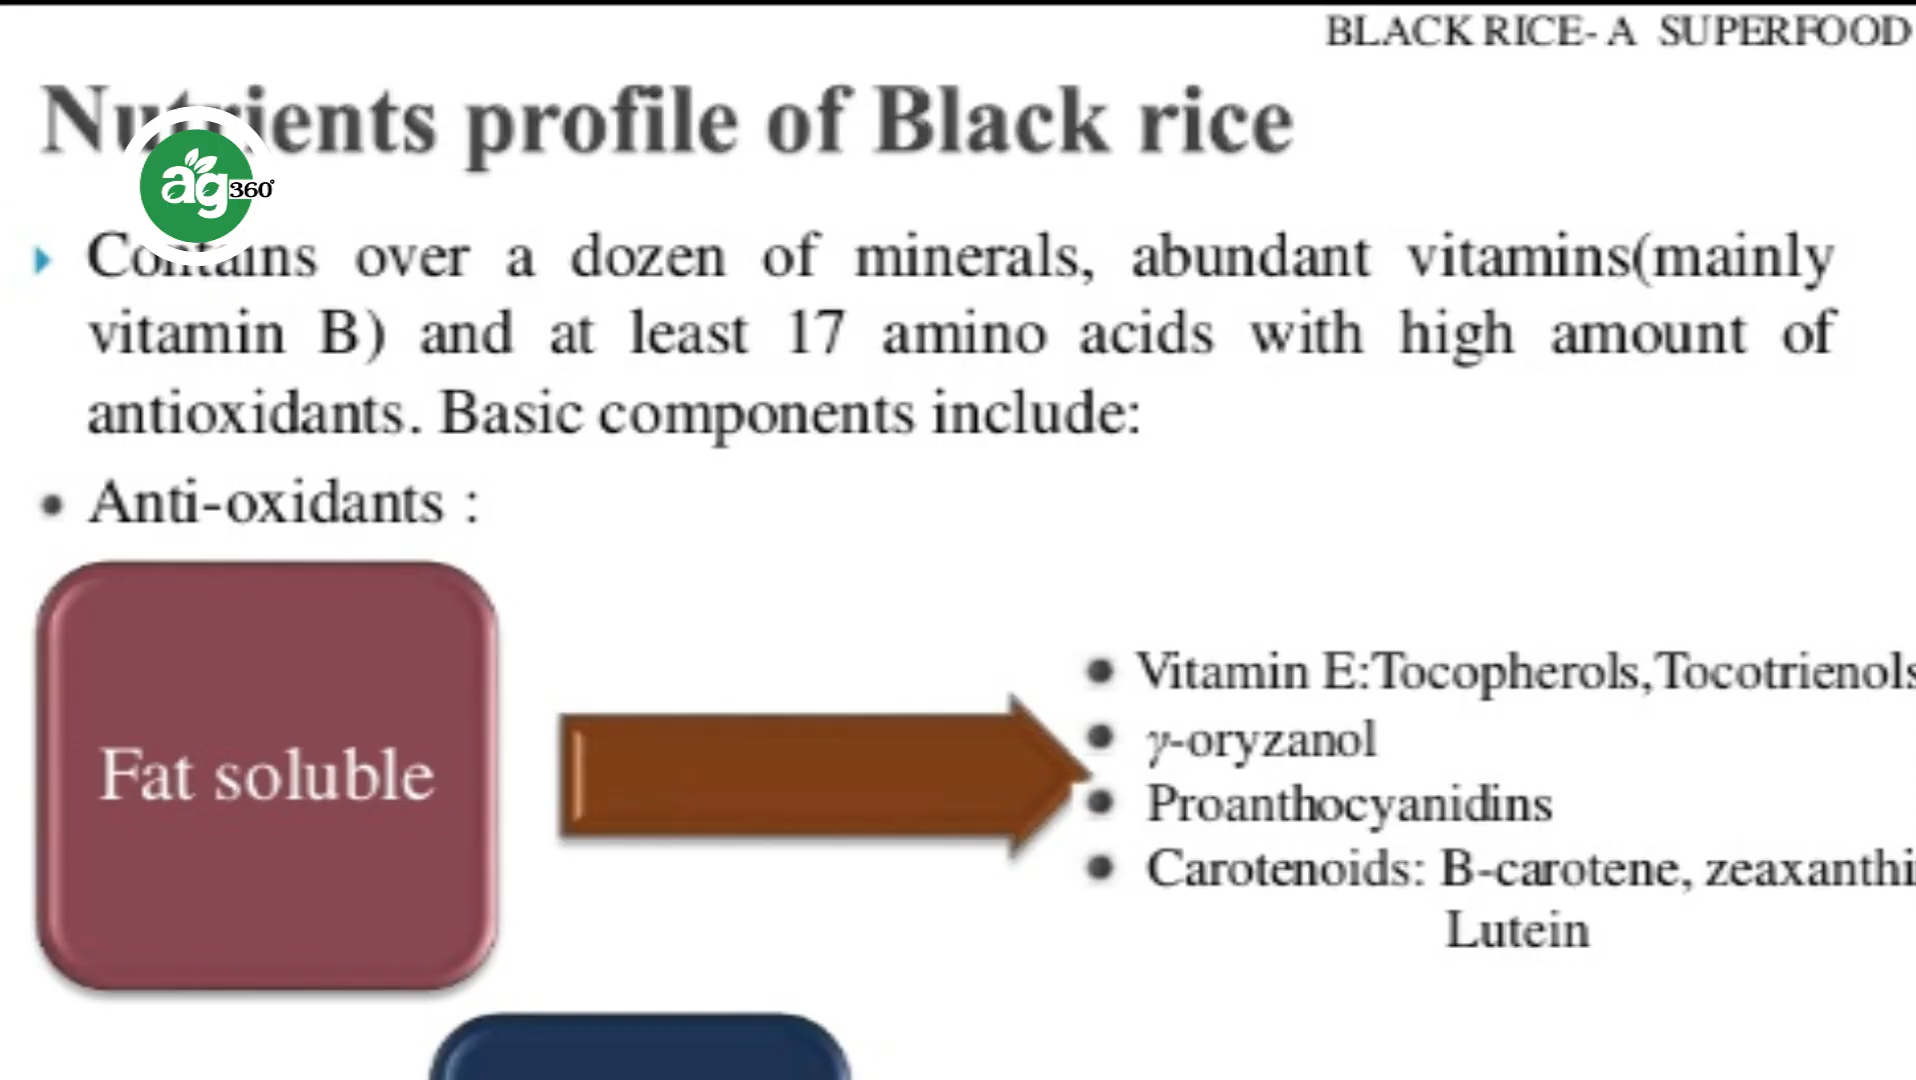 BLACK RICE- A SUPERFOOD
Nutrients profile of Black rice
ag 360°
Contains over a dozen of minerals, abundant vitamins(mainly
vitamin B) and at least 17 amino acids with high amount of
antioxidants. Basic components include:
Anti-oxidants :
Fat soluble
Vitamin E:Tocopherols,Tocotrienols
γ-oryzanol
Proanthocyanidins
Carotenoids: B-carotene, zeaxanthi
Lutein